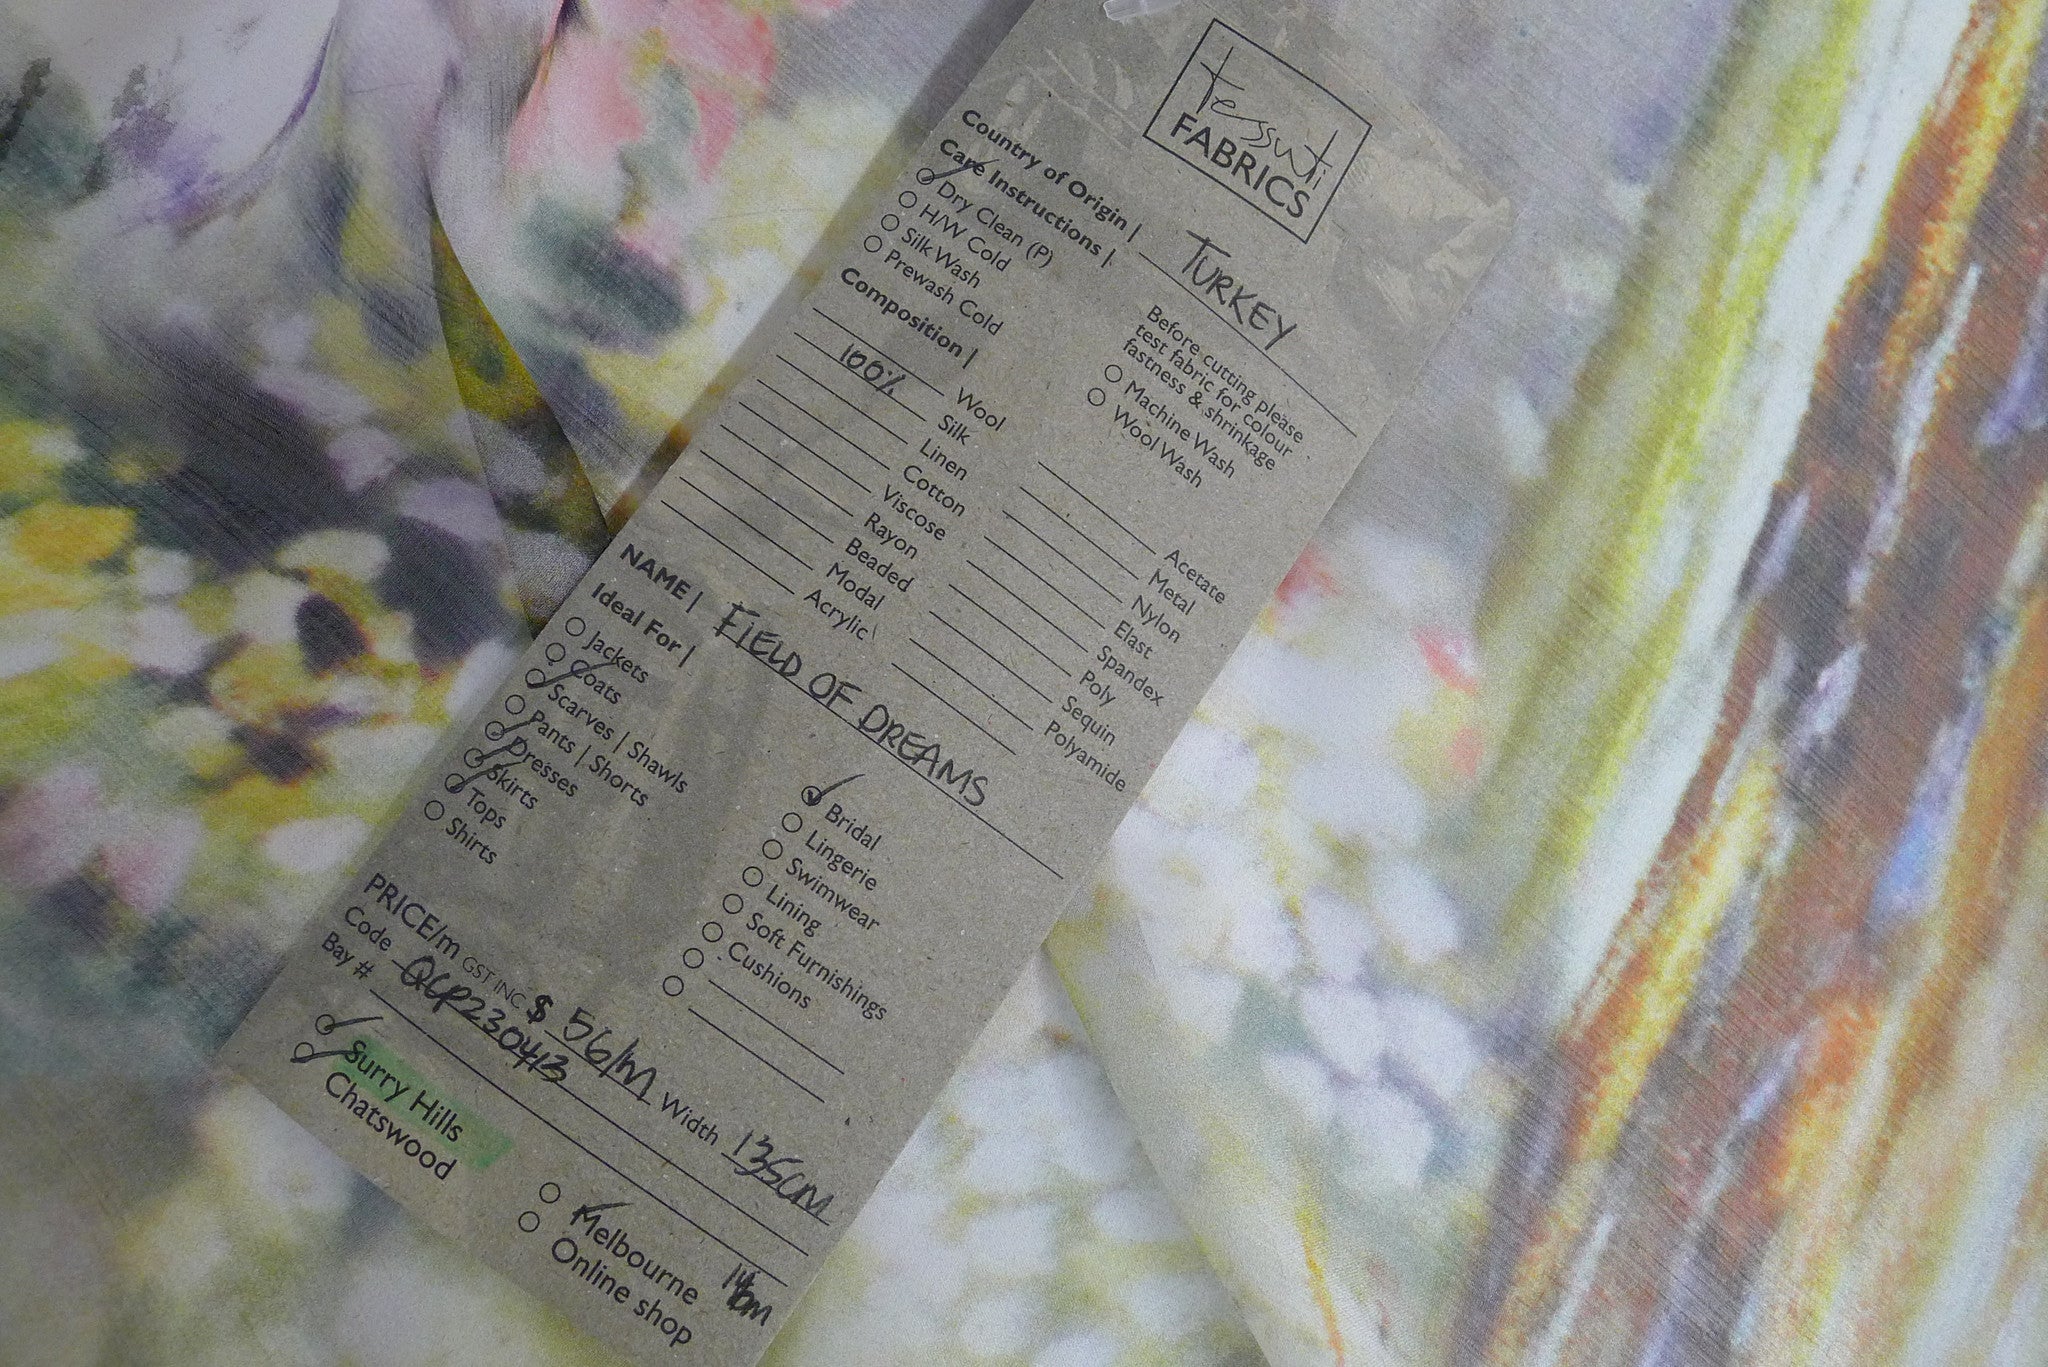 tessuti
FABRICS
Country of Origin | TURKEY
Care Instructions |
Dry Clean (P)
H/W Cold
Silk Wash
Prewash Cold
Before cutting please
test fabric for colour
fastness & shrinkage
Machine Wash
Wool Wash
Composition |
Wool
100% Silk
Linen
Cotton
Viscose
Rayon
Beaded
Modal
Acrylic
Acetate
Metal
Nylon
Elast
Spandex
Poly
Sequin
Polyamide
NAME | FIELD OF DREAMS
Ideal For |
Jackets
Coats
Scarves | Shawls
Pants | Shorts
Dresses
Skirts
Tops
Shirts
Bridal
Lingerie
Swimwear
Lining
Soft Furnishings
Cushions
PRICE/m GST INC $ 56/m Width 135cm
Code QCP230413
Bay #
Surry Hills
Chatswood
Melbourne
Online shop